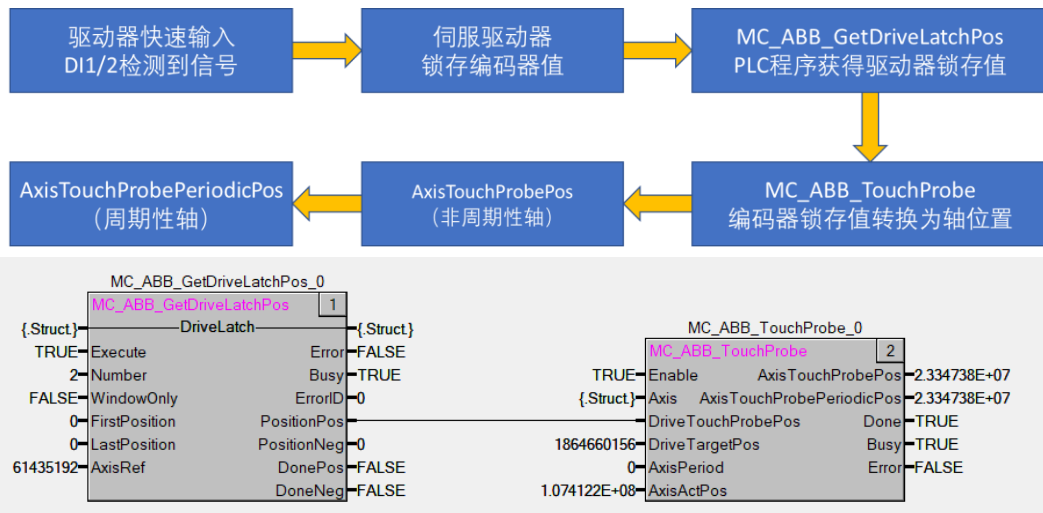 驱动器快速输入
DI1/2检测到信号
伺服驱动器
锁存编码器值
MC_ABB_GetDriveLatchPos
PLC程序获得驱动器锁存值
MC_ABB_TouchProbe
编码器锁存值转换为轴位置
AxisTouchProbePos
（非周期性轴）
AxisTouchProbePeriodicPos
（周期性轴）
MC_ABB_GetDriveLatchPos_0
MC_ABB_GetDriveLatchPos 1
{.Struct.} DriveLatch {.Struct.}
TRUE Execute Error FALSE
2 Number Busy TRUE
FALSE WindowOnly ErrorID 0
0 FirstPosition PositionPos
0 LastPosition PositionNeg 0
61435192 AxisRef DonePos FALSE
DoneNeg FALSE
MC_ABB_TouchProbe_0
MC_ABB_TouchProbe 2
TRUE Enable AxisTouchProbePos 2.334738E+07
{.Struct.} Axis AxisTouchProbePeriodicPos 2.334738E+07
DriveTouchProbePos Done TRUE
1864660156 DriveTargetPos Busy TRUE
0 AxisPeriod Error FALSE
1.074122E+08 AxisActPos